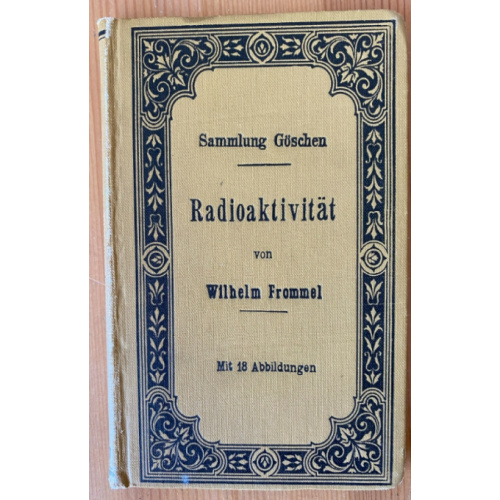 Sammlung Göschen
Radioaktivität
von
Wilhelm Frommel
Mit 18 Abbildungen